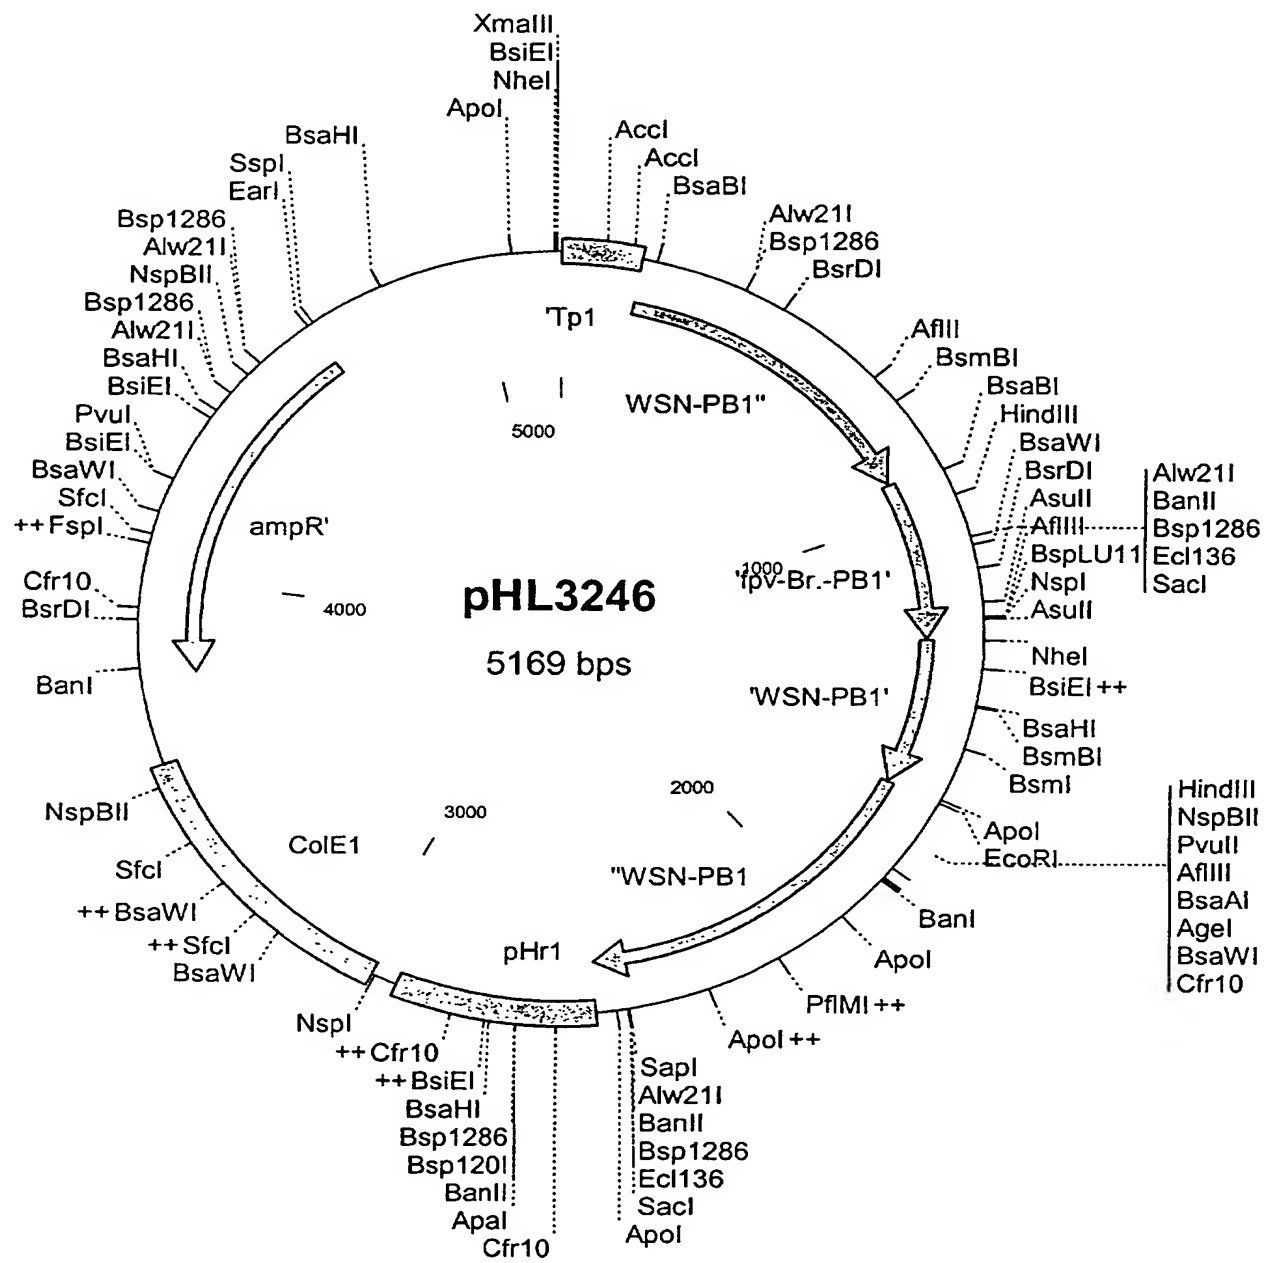 XmaIII
BsiEI
NheI
ApoI
BsaHI
SspI
EarI
Bsp1286
Alw21I
NspBII
Bsp1286
Alw21I
BsaHI
BsiEI
PvuI
BsiEI
BsaWI
SfcI
++FspI
Cfr10
BsrDI
BanI
NspBII
SfcI
++BsaWI
++SfcI
BsaWI
NspI
++Cfr10
++BsiEI
BsaHI
Bsp1286
Bsp120I
BanII
ApaI
Cfr10
AccI
AccI
BsaBI
Alw21I
Bsp1286
BsrDI
AflII
BsmBI
BsaBI
HindIII
BsaWI
BsrDI
AsuII
AflIII
BspLU11
NspI
AsuII
Alw21I
BanII
Bsp1286
Ecl136
SacI
NheI
BsiEI++
BsaHI
BsmBI
BsmI
ApoI
EcoRI
HindIII
NspBII
PvuII
AflIII
BsaAI
AgeI
BsaWI
Cfr10
BanI
ApoI
PflMI++
ApoI++
SapI
Alw21I
BanII
Bsp1286
Ecl136
SacI
ApoI
'Tp1
WSN-PB1"
5000
ampR'
1000
'fpv-Br.-PB1'
4000
pHL3246
5169 bps
'WSN-PB1'
2000
3000
ColE1
"WSN-PB1
pHr1